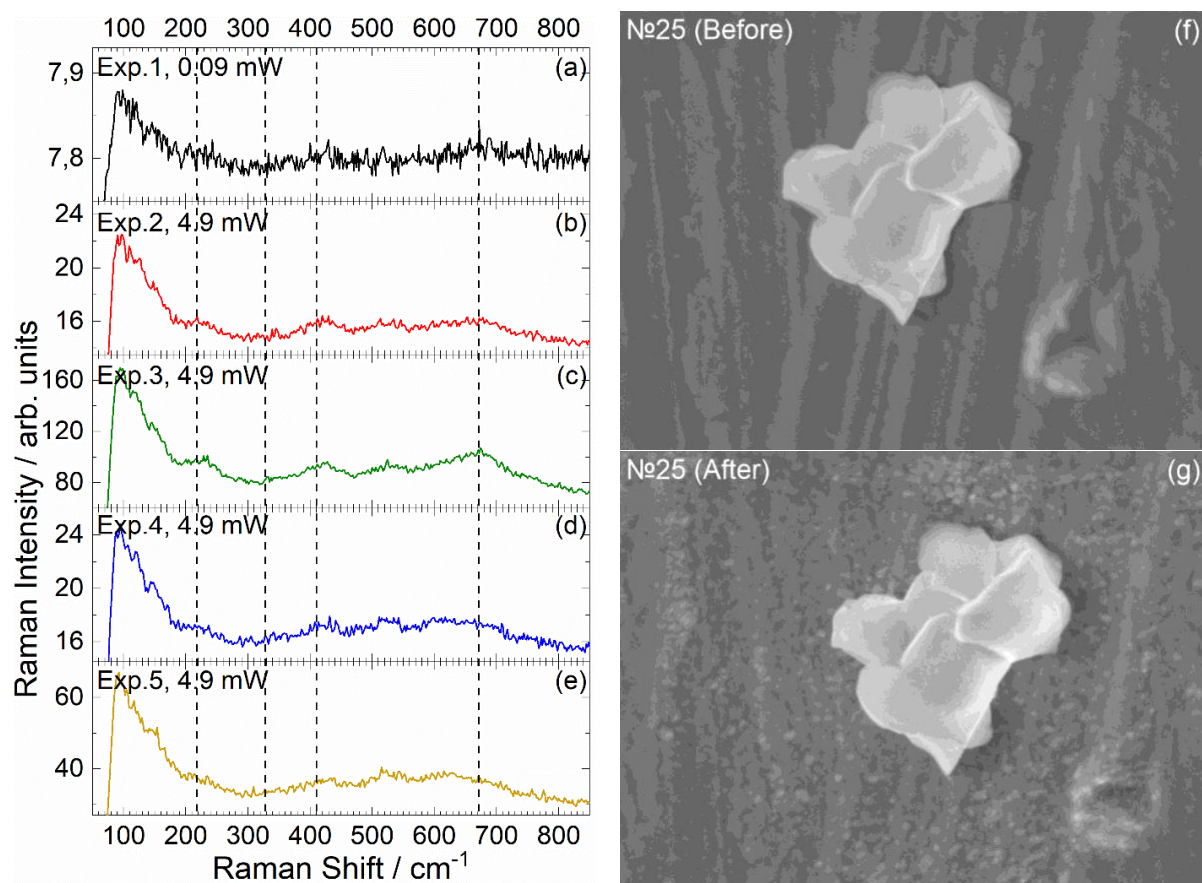 100 200 300 400 500 600 700 800
Exp.1, 0.09 mW (a)
7,9
7,8
Exp.2, 4.9 mW (b)
24
20
16
Exp.3, 4.9 mW (c)
160
120
80
Exp.4, 4.9 mW (d)
24
20
16
Exp.5, 4.9 mW (e)
60
40
100 200 300 400 500 600 700 800
Raman Shift / cm⁻¹
Raman Intensity / arb. units
№25 (Before) (f)
№25 (After) (g)